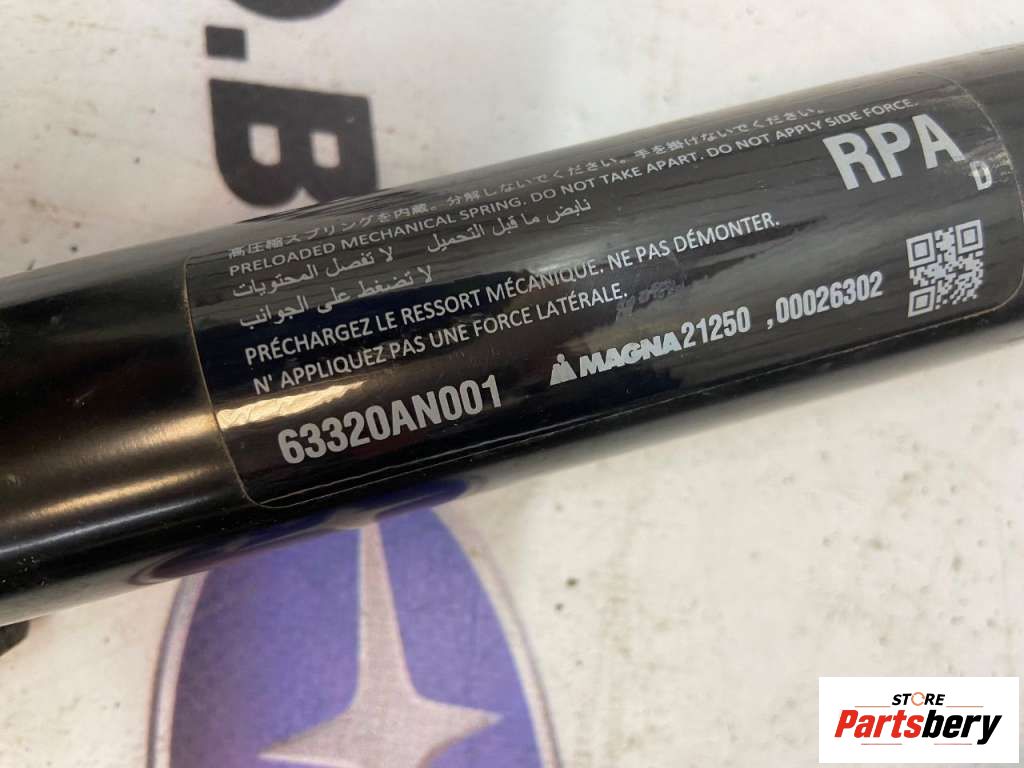 O.B
高圧縮スプリングを内蔵。分解しないでください。手を掛けないでください。
PRELOADED MECHANICAL SPRING. DO NOT TAKE APART. DO NOT APPLY SIDE FORCE.
نابض ما قبل التحميل لا تفصل المحتويات
لا تضغط على الجوانب
PRÉCHARGEZ LE RESSORT MÉCANIQUE. NE PAS DÉMONTER.
N' APPLIQUEZ PAS UNE FORCE LATÉRALE.
RPA
D
63320AN001
MAGNA 21250 ,00026302
STORE
Partsbery